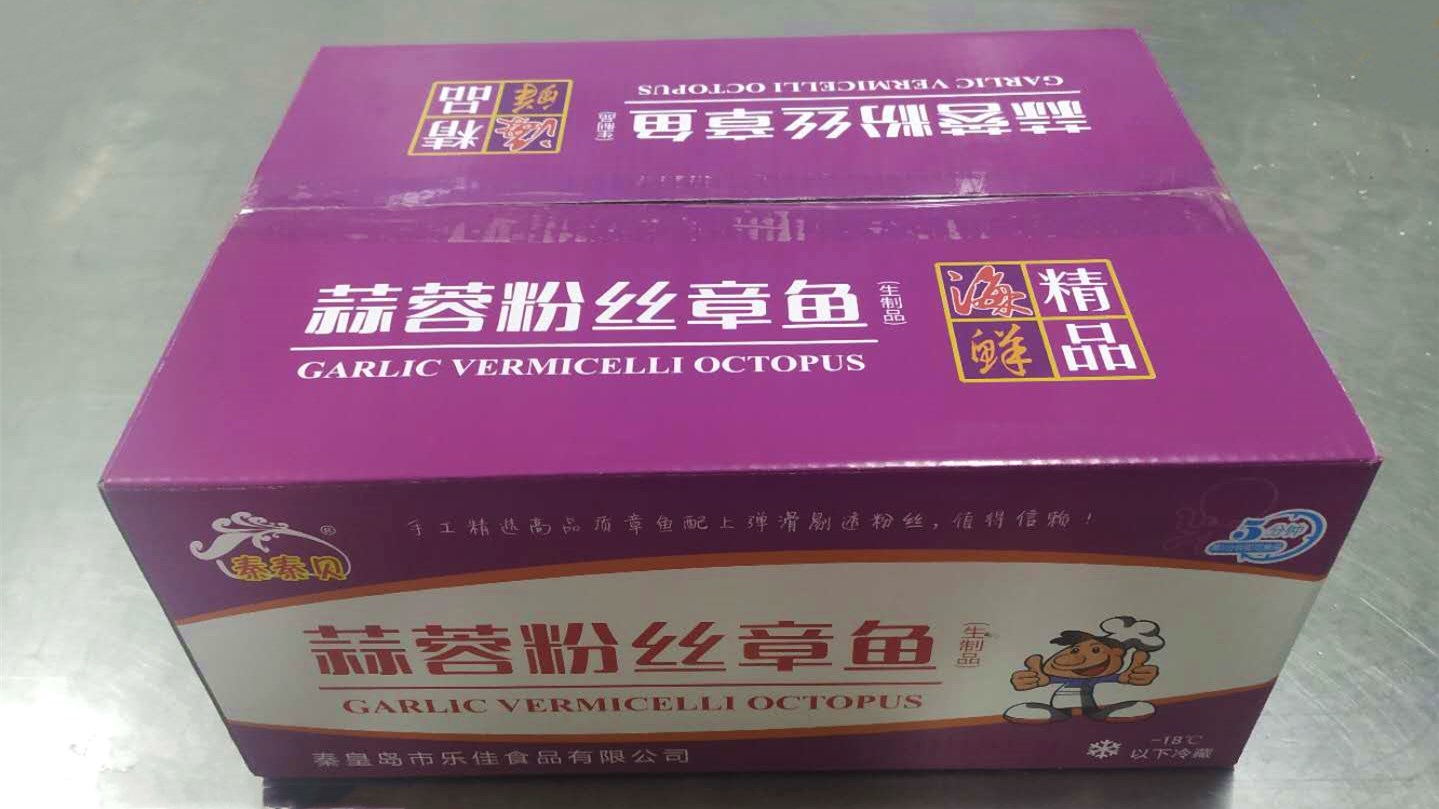 蒜蓉粉丝章鱼
(生制品)
GARLIC VERMICELLI OCTOPUS
海鲜
精品
蒜蓉粉丝章鱼
(生制品)
GARLIC VERMICELLI OCTOPUS
海鲜
精品
秦秦贝®
手工精选高品质章鱼配上弹滑剔透粉丝,值得信赖!
5分钟
蒜蓉粉丝章鱼
(生制品)
GARLIC VERMICELLI OCTOPUS
秦皇岛市乐佳食品有限公司
-18℃
以下冷藏